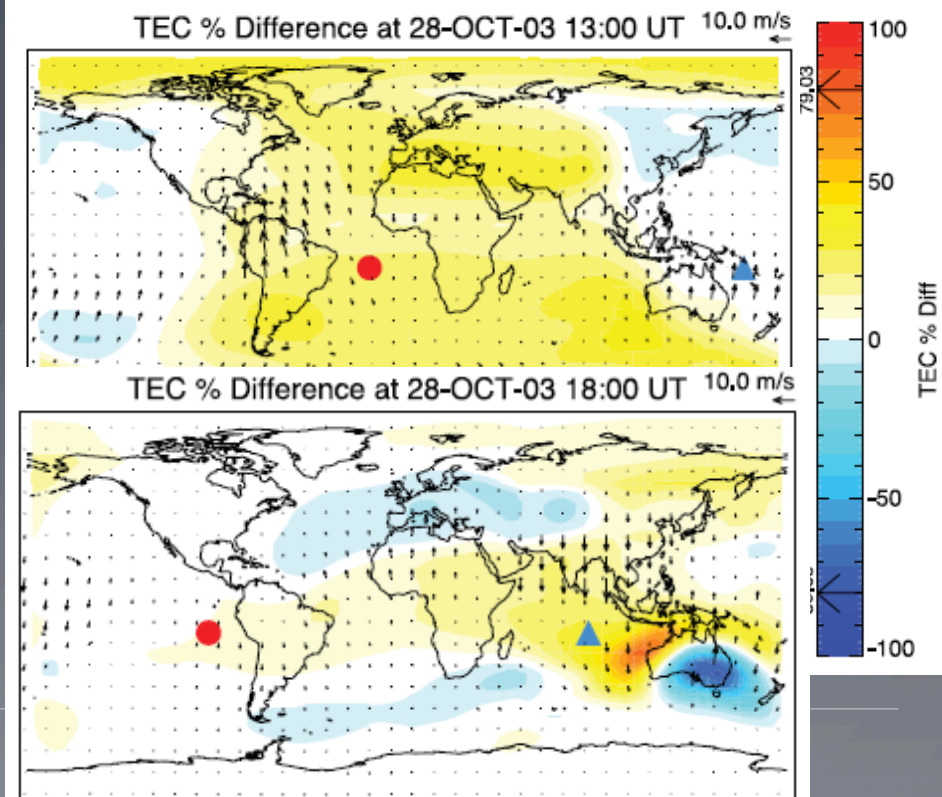 TEC % Difference at 28-OCT-03 13:00 UT 10.0 m/s
TEC % Difference at 28-OCT-03 18:00 UT 10.0 m/s
79.03
100
50
0
-50
-100
TEC % Diff